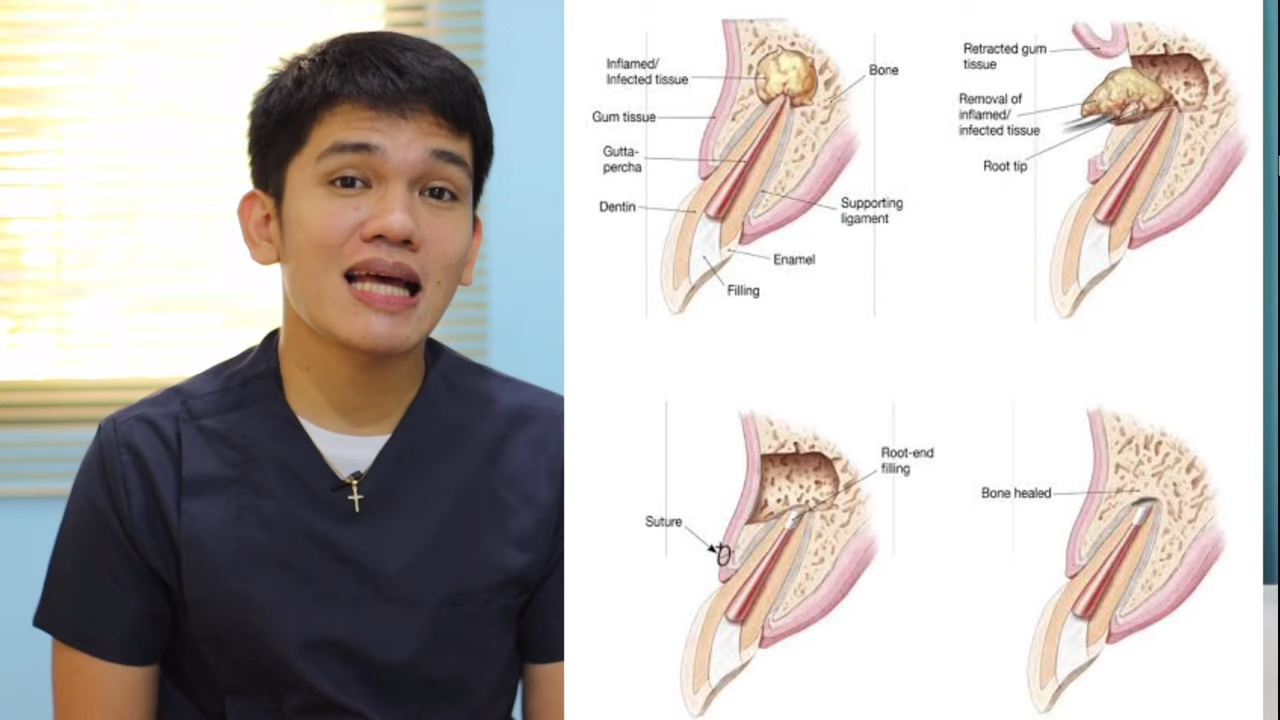 Inflamed/
Infected tissue
Bone
Gum tissue
Gutta-
percha
Dentin
Supporting
ligament
Enamel
Filling
Retracted gum
tissue
Removal of
inflamed/
infected tissue
Root tip
Root-end
filling
Suture
Bone healed